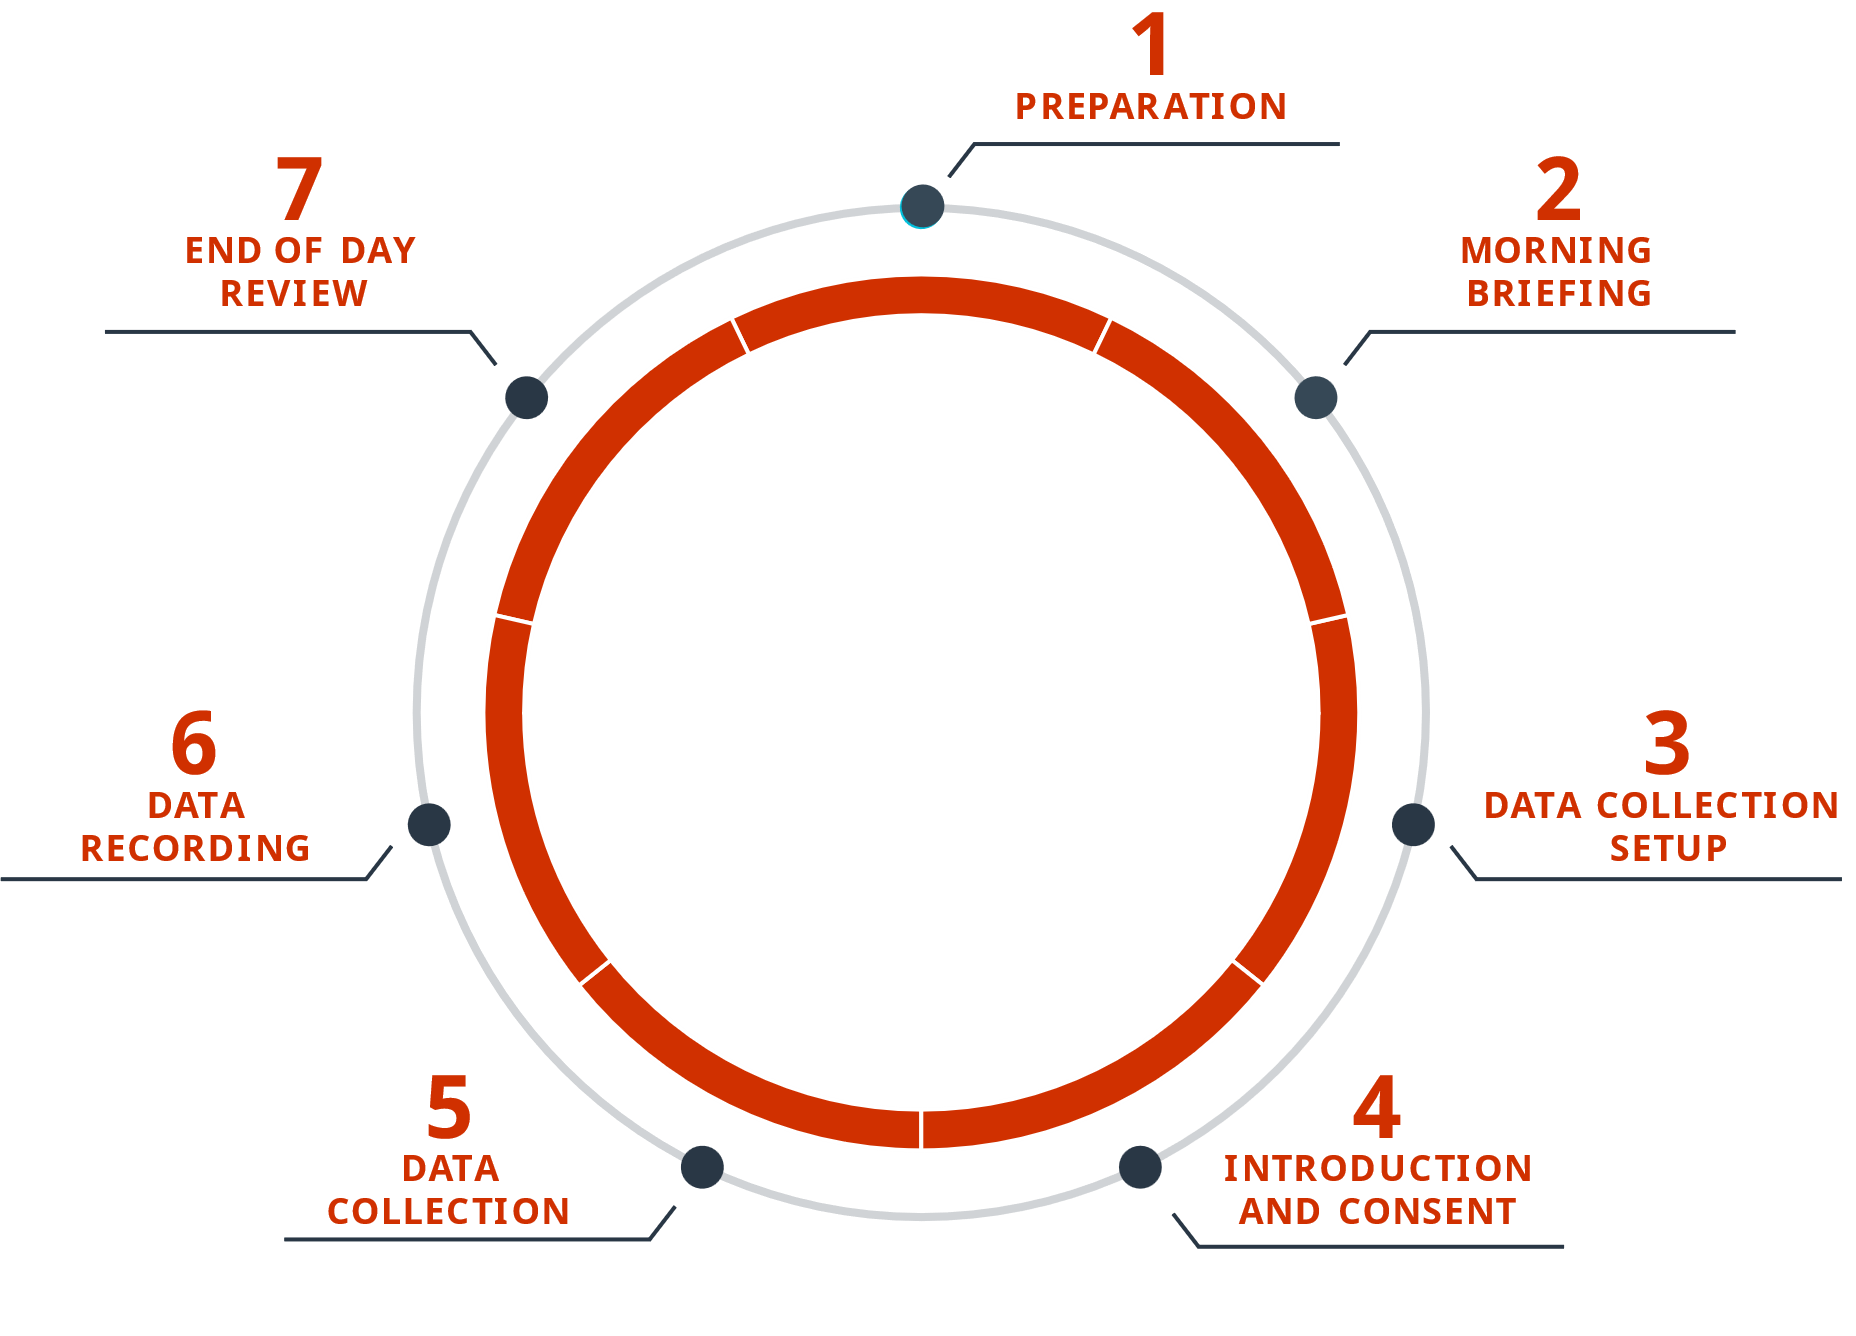 1
PREPARATION
2
MORNING
BRIEFING
3
DATA COLLECTION
SETUP
4
INTRODUCTION
AND CONSENT
5
DATA
COLLECTION
6
DATA
RECORDING
7
END OF DAY
REVIEW